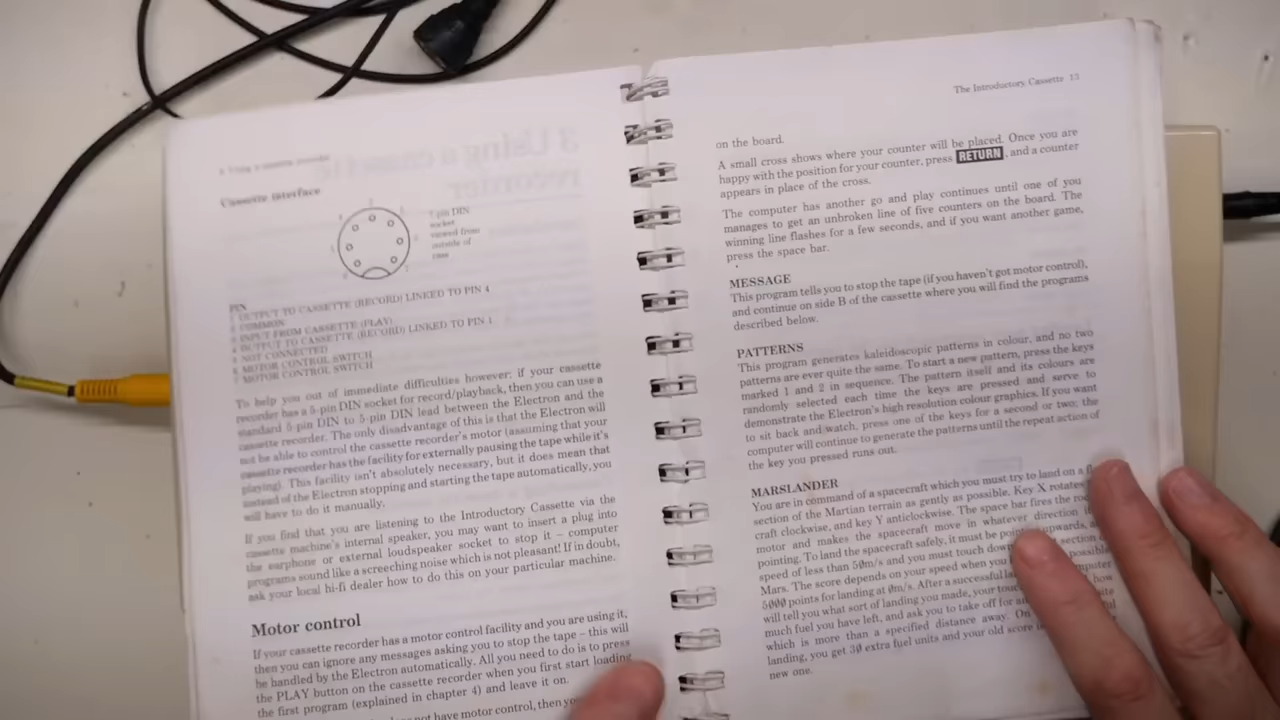 Cassette interface
7 pin DIN
socket
viewed from
outside of
case
PIN
1 OUTPUT TO CASSETTE (RECORD) LINKED TO PIN 4
2 COMMON
3 INPUT FROM CASSETTE (PLAY)
4 OUTPUT TO CASSETTE (RECORD) LINKED TO PIN 1
5 NOT CONNECTED
6 MOTOR CONTROL SWITCH
7 MOTOR CONTROL SWITCH
To help you out of immediate difficulties however: if your cassette
recorder has a 5-pin DIN socket for record/playback, then you can use a
standard 5-pin DIN to 5-pin DIN lead between the Electron and the
cassette recorder. The only disadvantage of this is that the Electron will
not be able to control the cassette recorder's motor (assuming that your
cassette recorder has the facility for externally pausing the tape while it's
playing). This facility isn't absolutely necessary, but it does mean that
instead of the Electron stopping and starting the tape automatically, you
will have to do it manually.
If you find that you are listening to the Introductory Cassette via the
cassette machine's internal speaker, you may want to insert a plug into
the earphone or external loudspeaker socket to stop it – computer
programs sound like a screeching noise which is not pleasant! If in doubt,
ask your local hi-fi dealer how to do this on your particular machine.
Motor control
If your cassette recorder has a motor control facility and you are using it,
then you can ignore any messages asking you to stop the tape – this will
be handled by the Electron automatically. All you need to do is to press
the PLAY button on the cassette recorder when you first start loading
the first program (explained in chapter 4) and leave it on.
not have motor control, then you
The Introductory Cassette 13
on the board.
A small cross shows where your counter will be placed. Once you are
happy with the position for your counter, press RETURN, and a counter
appears in place of the cross.
The computer has another go and play continues until one of you
manages to get an unbroken line of five counters on the board. The
winning line flashes for a few seconds, and if you want another game,
press the space bar.
MESSAGE
This program tells you to stop the tape (if you haven't got motor control),
and continue on side B of the cassette where you will find the programs
described below.
PATTERNS
This program generates kaleidoscopic patterns in colour, and no two
patterns are ever quite the same. To start a new pattern, press the keys
marked 1 and 2 in sequence. The pattern itself and its colours are
randomly selected each time the keys are pressed and serve to
demonstrate the Electron's high resolution colour graphics. If you want
to sit back and watch, press one of the keys for a second or two; the
computer will continue to generate the patterns until the repeat action of
the key you pressed runs out.
MARSLANDER
You are in command of a spacecraft which you must try to land on a
section of the Martian terrain as gently as possible. Key X rotates
craft clockwise, and key Y anticlockwise. The space bar fires the
motor and makes the spacecraft move in whatever direction
pointing. To land the spacecraft safely, it must be upwards,
speed of less than 50m/s and you must touch down section
Mars. The score depends on your speed when you possible
5000 points for landing at 0m/s. After a successful computer
will tell you what sort of landing you made, your how
much fuel you have left, and ask you to take off for
which is more than a specified distance away. On
landing, you get 30 extra fuel units and your old score
new one.